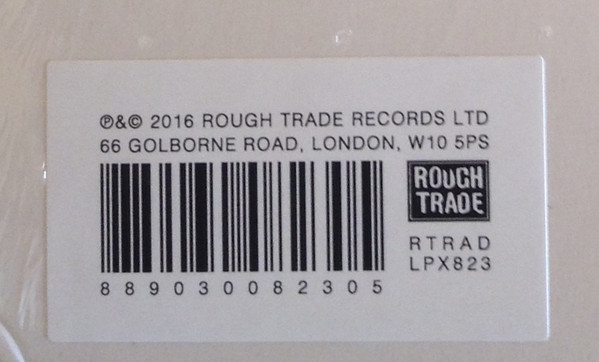 ℗&© 2016 ROUGH TRADE RECORDS LTD
66 GOLBORNE ROAD, LONDON, W10 5PS
ROUGH
TRADE
RTRAD
LPX823
889030082305